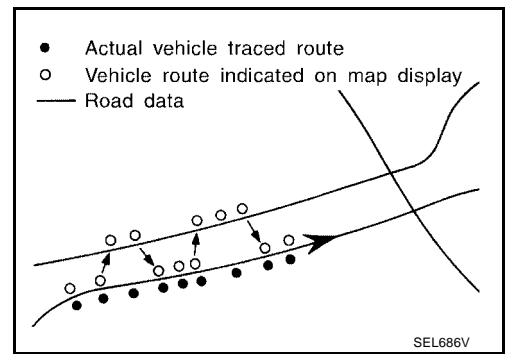 Actual vehicle traced route
Vehicle route indicated on map display
Road data
SEL686V